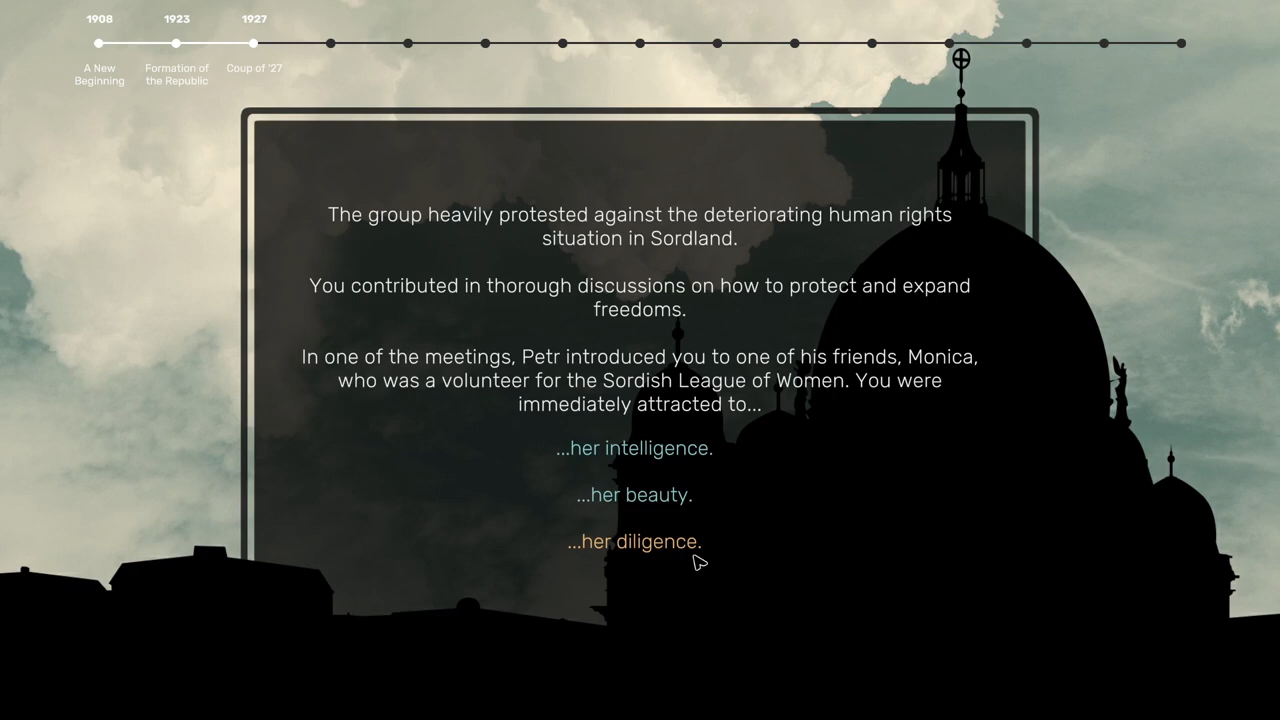 1908
1923
1927
A New
Beginning
Formation of
the Republic
Coup of '27
The group heavily protested against the deteriorating human rights
situation in Sordland.
You contributed in thorough discussions on how to protect and expand
freedoms.
In one of the meetings, Petr introduced you to one of his friends, Monica,
who was a volunteer for the Sordish League of Women. You were
immediately attracted to...
...her intelligence.
...her beauty.
...her diligence.